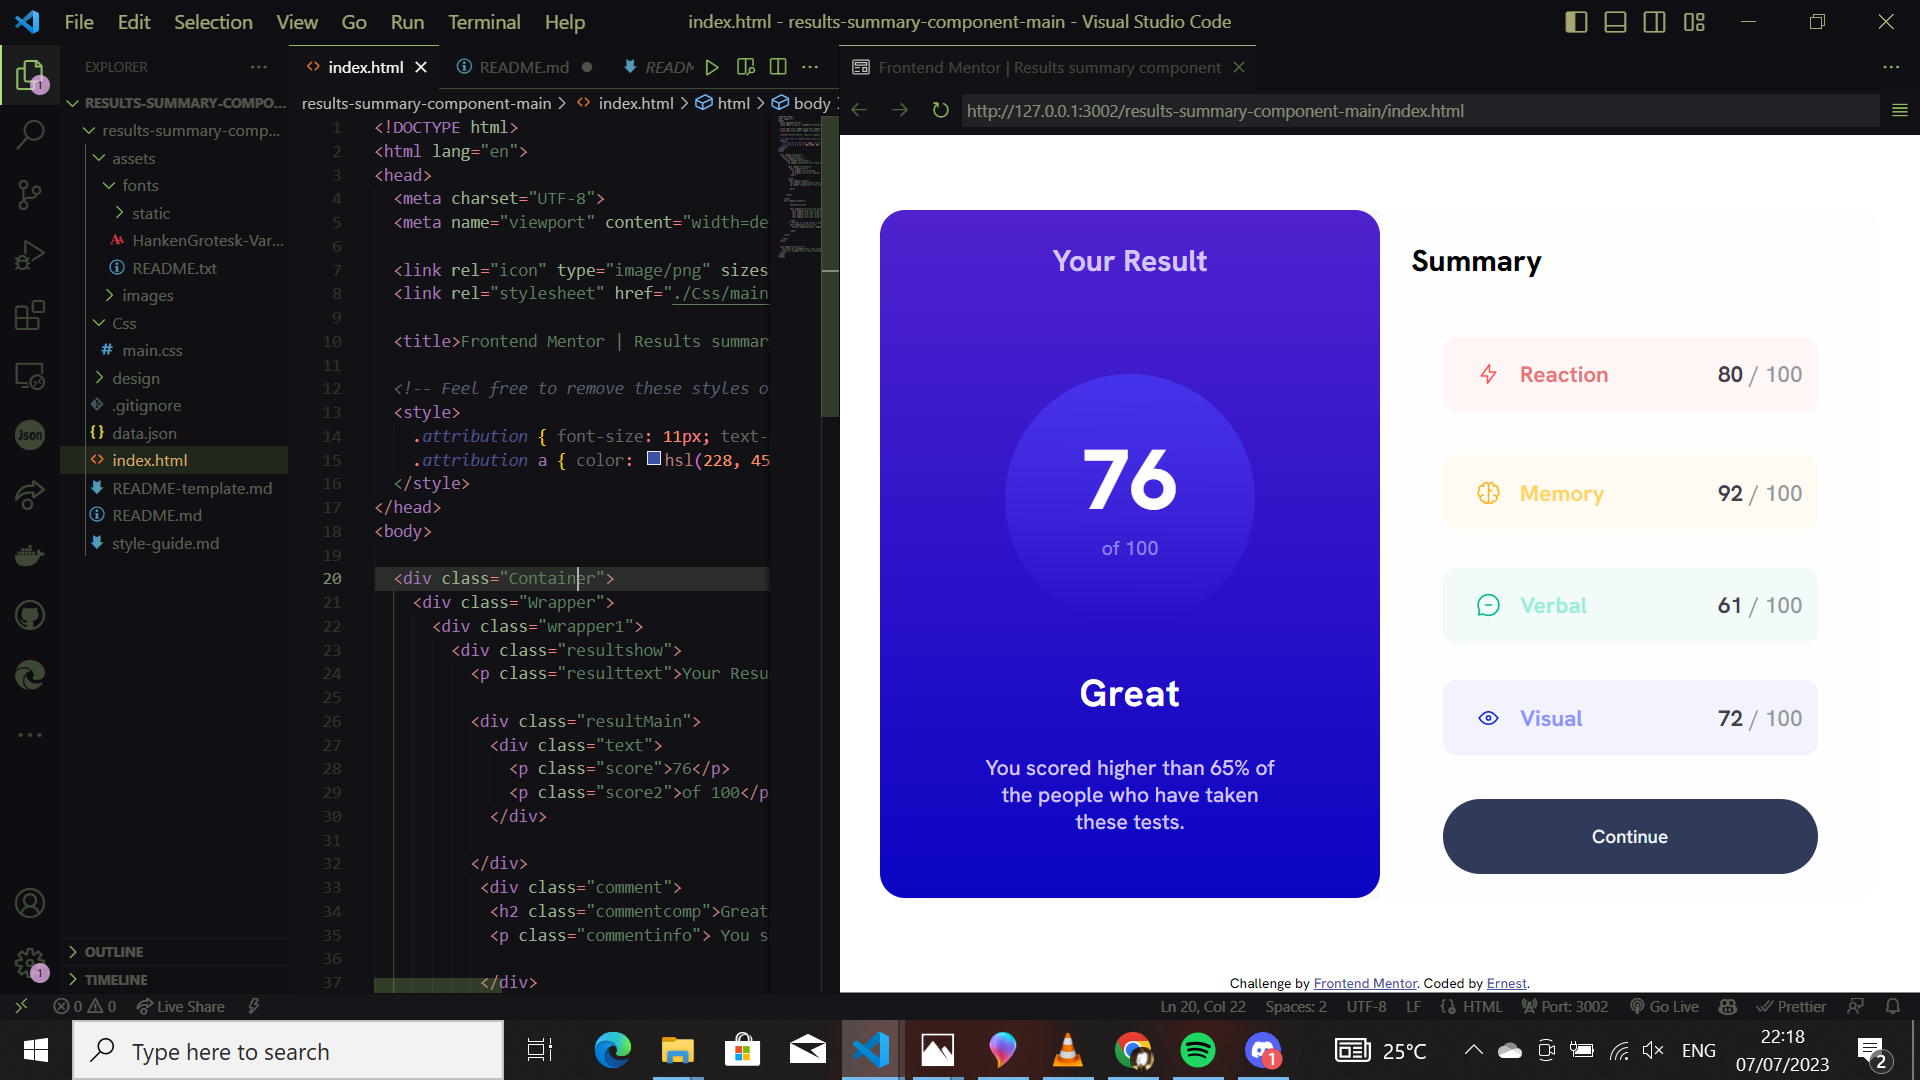 File Edit Selection View Go Run Terminal Help
index.html - results-summary-component-main - Visual Studio Code
EXPLORER
RESULTS-SUMMARY-COMPO...
results-summary-comp...
assets
fonts
static
HankenGrotesk-Var...
README.txt
images
Css
main.css
design
.gitignore
data.json
index.html
README-template.md
README.md
style-guide.md
OUTLINE
TIMELINE
Json
1
1
index.html README.md READM
results-summary-component-main > index.html > html > body
1 <!DOCTYPE html>
2 <html lang="en">
3 <head>
4 <meta charset="UTF-8">
5 <meta name="viewport" content="width=de
6
7 <link rel="icon" type="image/png" sizes
8 <link rel="stylesheet" href="./Css/main
9
10 <title>Frontend Mentor | Results summar
11
12 <!-- Feel free to remove these styles o
13 <style>
14 .attribution { font-size: 11px; text-
15 .attribution a { color: hsl(228, 45
16 </style>
17 </head>
18 <body>
19
20 <div class="Container">
21 <div class="Wrapper">
22 <div class="wrapper1">
23 <div class="resultshow">
24 <p class="resulttext">Your Resu
25
26 <div class="resultMain">
27 <div class="text">
28 <p class="score">76</p>
29 <p class="score2">of 100</p
30 </div>
31
32 </div>
33 <div class="comment">
34 <h2 class="commentcomp">Great
35 <p class="commentinfo"> You s
36
37 </div>
Frontend Mentor | Results summary component
http://127.0.0.1:3002/results-summary-component-main/index.html
Your Result
76
of 100
Great
You scored higher than 65% of
the people who have taken
these tests.
Summary
Reaction 80 / 100
Memory 92 / 100
Verbal 61 / 100
Visual 72 / 100
Continue
Challenge by Frontend Mentor. Coded by Ernest.
0 0 Live Share
Ln 20, Col 22 Spaces: 2 UTF-8 LF HTML Port: 3002 Go Live Prettier
Type here to search
1
25°C
ENG
22:18
07/07/2023
2